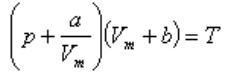 (p + a/V_m)(V_m + b) = T